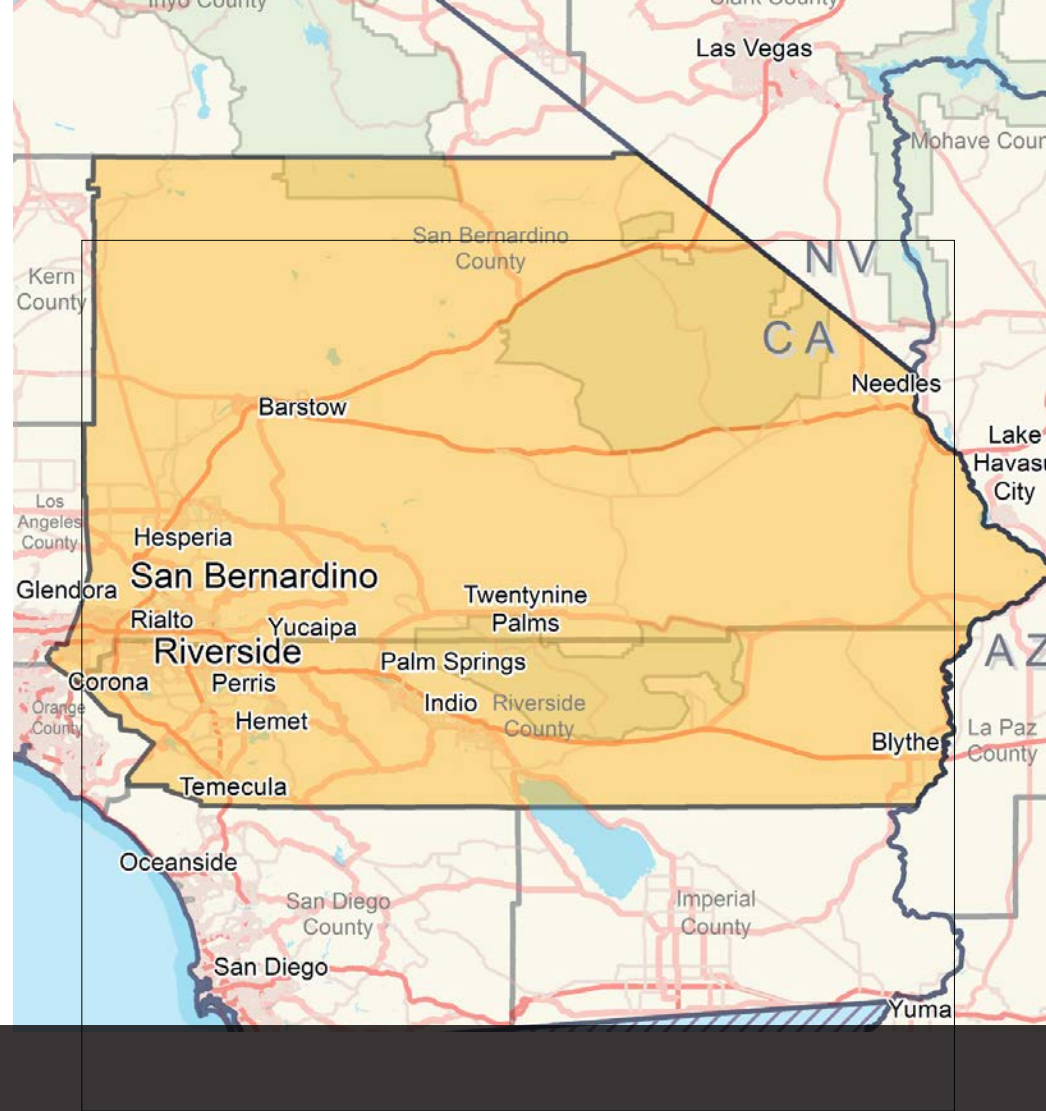 Inyo County
Clark County
Las Vegas
Mohave Coun
San Bernardino
County
NV
Kern
County
CA
Needles
Barstow
Lake
Havasu
City
Los
Angeles
County
Hesperia
San Bernardino
Glendora
Twentynine
Palms
Rialto
Yucaipa
Riverside
AZ
Palm Springs
Corona
Perris
Indio
Riverside
County
Orange
County
Hemet
La Paz
County
Blythe
Temecula
Oceanside
San Diego
County
Imperial
County
San Diego
Yuma